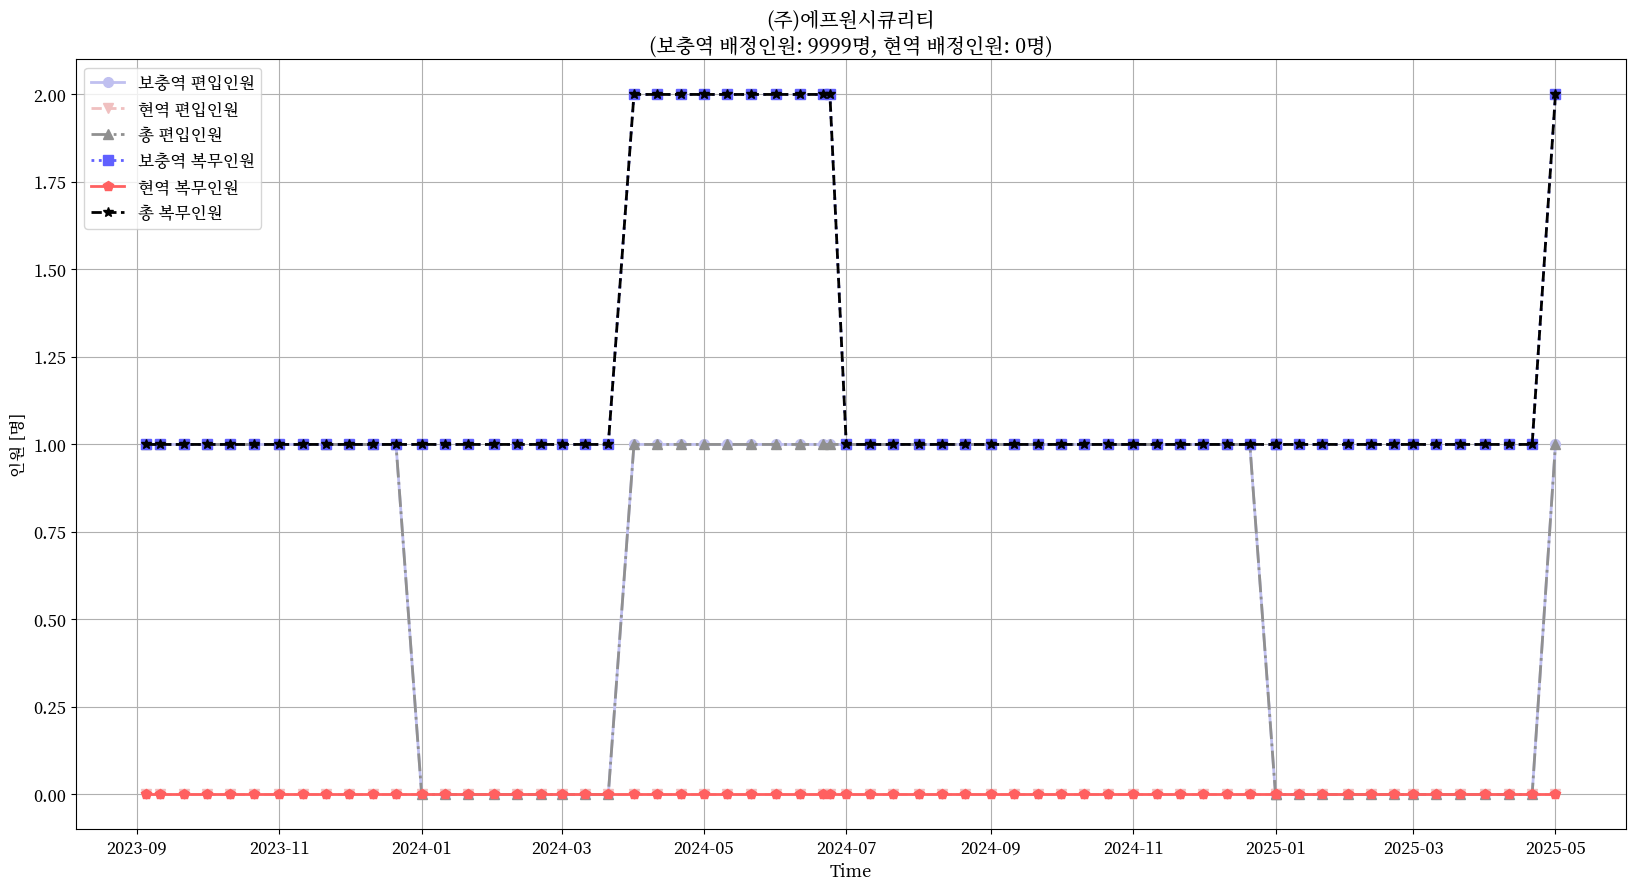 (주)에프원시큐리티
(보충역 배정인원: 9999명, 현역 배정인원: 0명)
보충역 편입인원
현역 편입인원
총 편입인원
보충역 복무인원
현역 복무인원
총 복무인원
2.00
1.75
1.50
1.25
1.00
0.75
0.50
0.25
0.00
인원 [명]
2023-09
2023-11
2024-01
2024-03
2024-05
2024-07
2024-09
2024-11
2025-01
2025-03
2025-05
Time